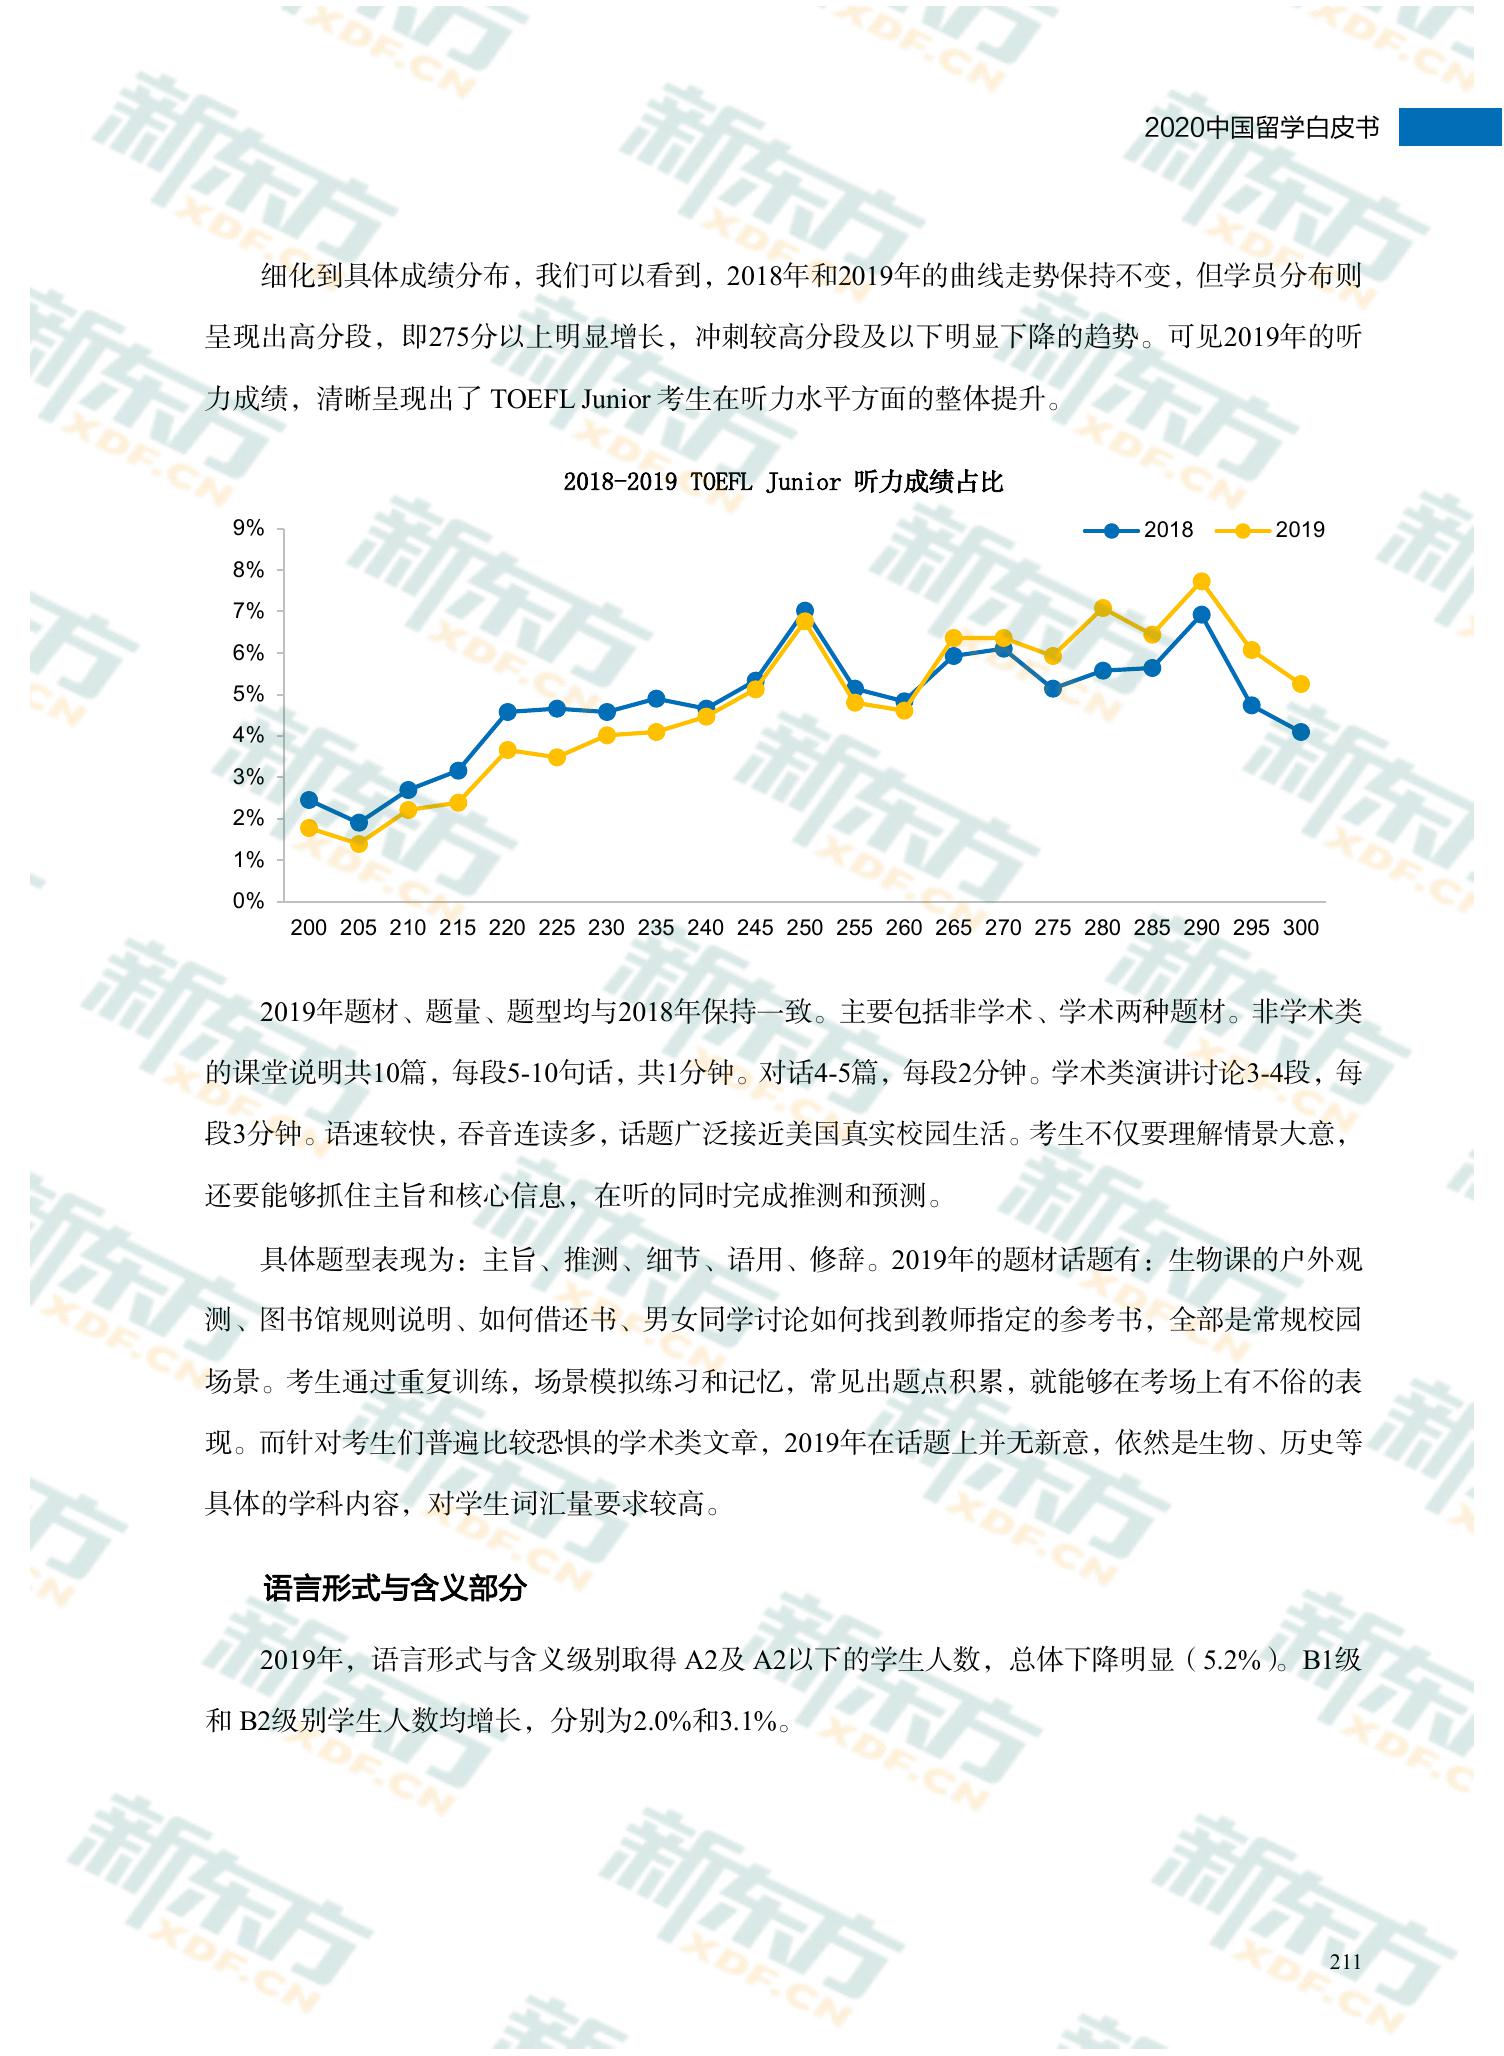 2020中国留学白皮书
细化到具体成绩分布，我们可以看到，2018年和2019年的曲线走势保持不变，但学员分布则
呈现出高分段，即275分以上明显增长，冲刺较高分段及以下明显下降的趋势。可见2019年的听
力成绩，清晰呈现出了 TOEFL Junior 考生在听力水平方面的整体提升。
2018-2019 TOEFL Junior 听力成绩占比
2018 2019
9%
8%
7%
6%
5%
4%
3%
2%
1%
0%
200 205 210 215 220 225 230 235 240 245 250 255 260 265 270 275 280 285 290 295 300
2019年题材、题量、题型均与2018年保持一致。主要包括非学术、学术两种题材。非学术类
的课堂说明共10篇，每段5-10句话，共1分钟。对话4-5篇，每段2分钟。学术类演讲讨论3-4段，每
段3分钟。语速较快，吞音连读多，话题广泛接近美国真实校园生活。考生不仅要理解情景大意，
还要能够抓住主旨和核心信息，在听的同时完成推测和预测。
具体题型表现为：主旨、推测、细节、语用、修辞。2019年的题材话题有：生物课的户外观
测、图书馆规则说明、如何借还书、男女同学讨论如何找到教师指定的参考书，全部是常规校园
场景。考生通过重复训练，场景模拟练习和记忆，常见出题点积累，就能够在考场上有不俗的表
现。而针对考生们普遍比较恐惧的学术类文章，2019年在话题上并无新意，依然是生物、历史等
具体的学科内容，对学生词汇量要求较高。
语言形式与含义部分
2019年，语言形式与含义级别取得 A2及 A2以下的学生人数，总体下降明显（5.2%）。B1级
和 B2级别学生人数均增长，分别为2.0%和3.1%。
211
新东方
XDF.CN